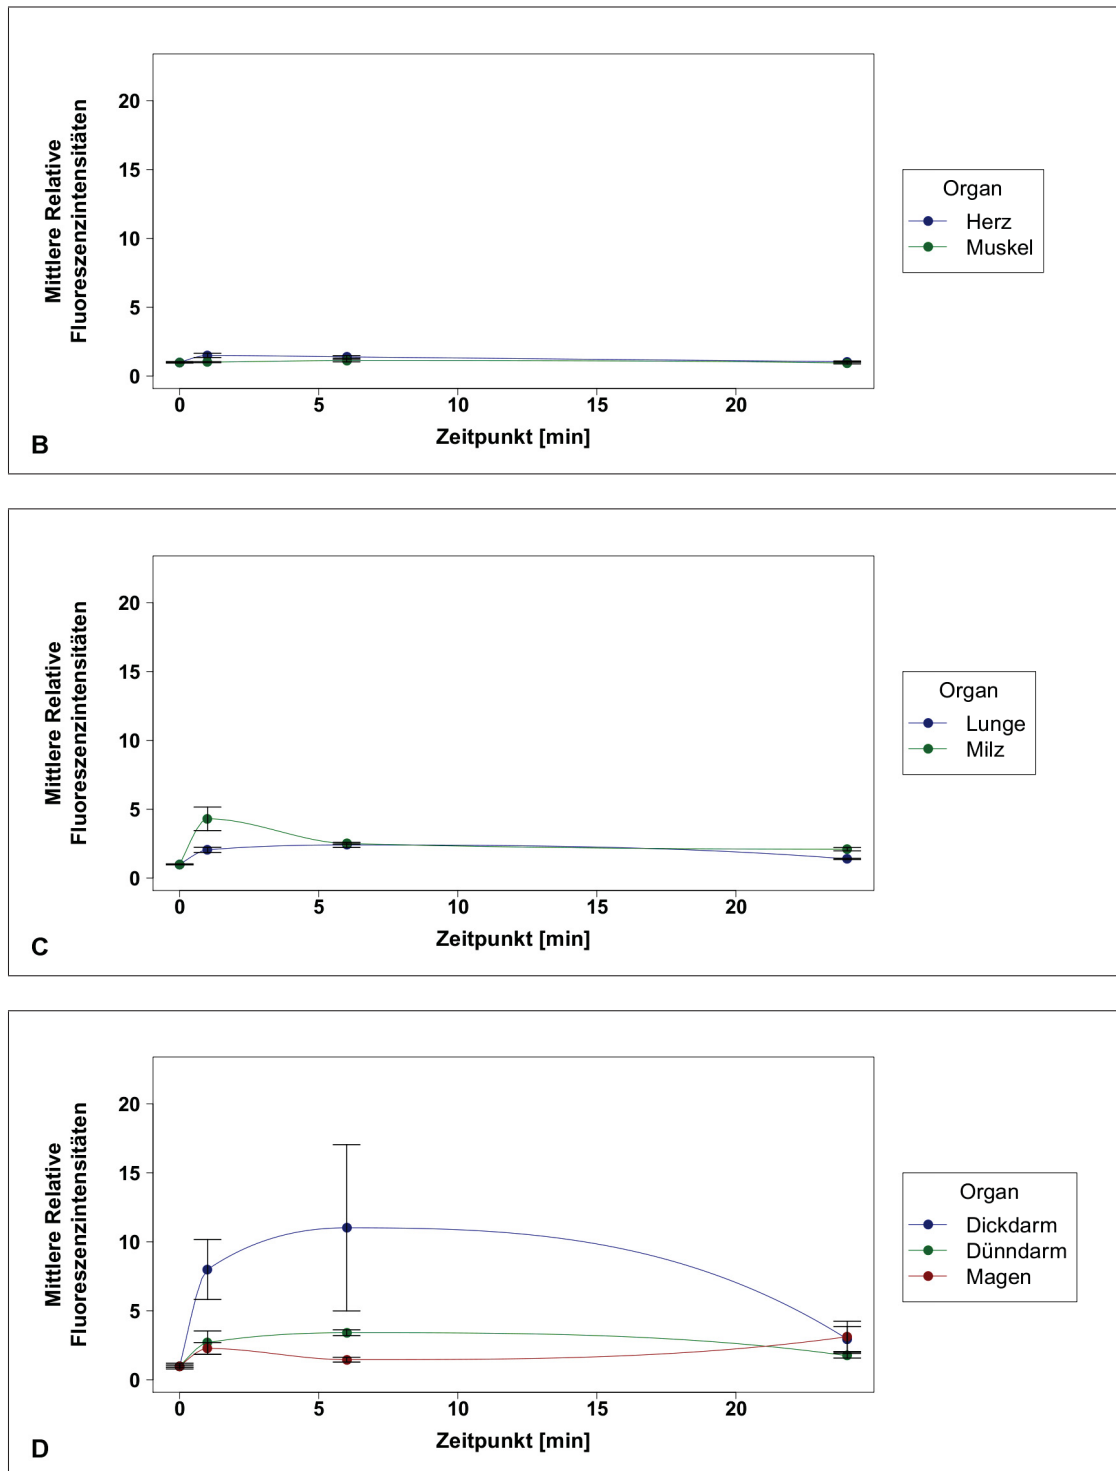 Mittlere Relative
Fluoreszenzintensitäten
20
15
10
5
0
0 5 10 15 20
Zeitpunkt [min]
Organ
Herz
Muskel
B
Mittlere Relative
Fluoreszenzintensitäten
20
15
10
5
0
0 5 10 15 20
Zeitpunkt [min]
Organ
Lunge
Milz
C
Mittlere Relative
Fluoreszenzintensitäten
20
15
10
5
0
0 5 10 15 20
Zeitpunkt [min]
Organ
Dickdarm
Dünndarm
Magen
D